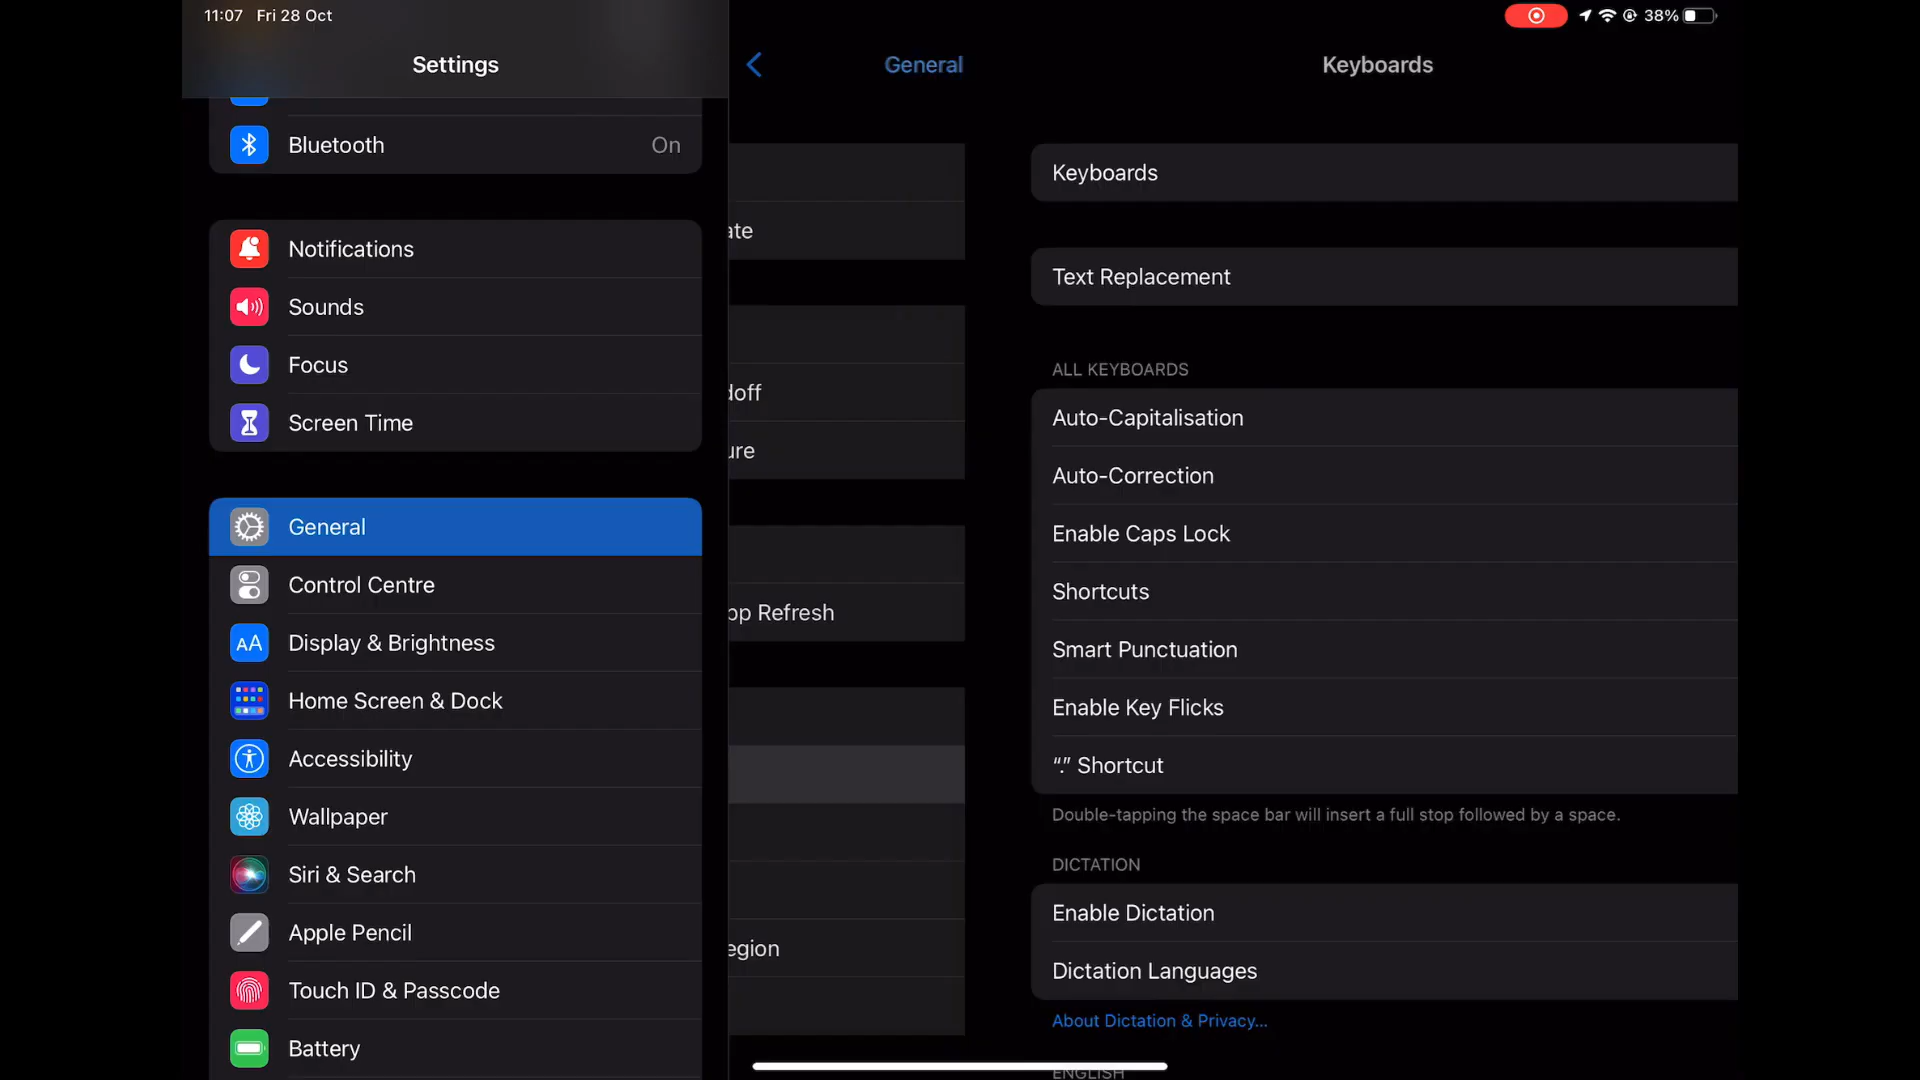 11:07 Fri 28 Oct
38%
Settings
General
Keyboards
Bluetooth On
Notifications
Sounds
Focus
Screen Time
General
Control Centre
AA Display & Brightness
Home Screen & Dock
Accessibility
Wallpaper
Siri & Search
Apple Pencil
Touch ID & Passcode
Battery
ate
doff
ure
pp Refresh
egion
Keyboards
Text Replacement
ALL KEYBOARDS
Auto-Capitalisation
Auto-Correction
Enable Caps Lock
Shortcuts
Smart Punctuation
Enable Key Flicks
“.” Shortcut
Double-tapping the space bar will insert a full stop followed by a space.
DICTATION
Enable Dictation
Dictation Languages
About Dictation & Privacy...
ENGLISH